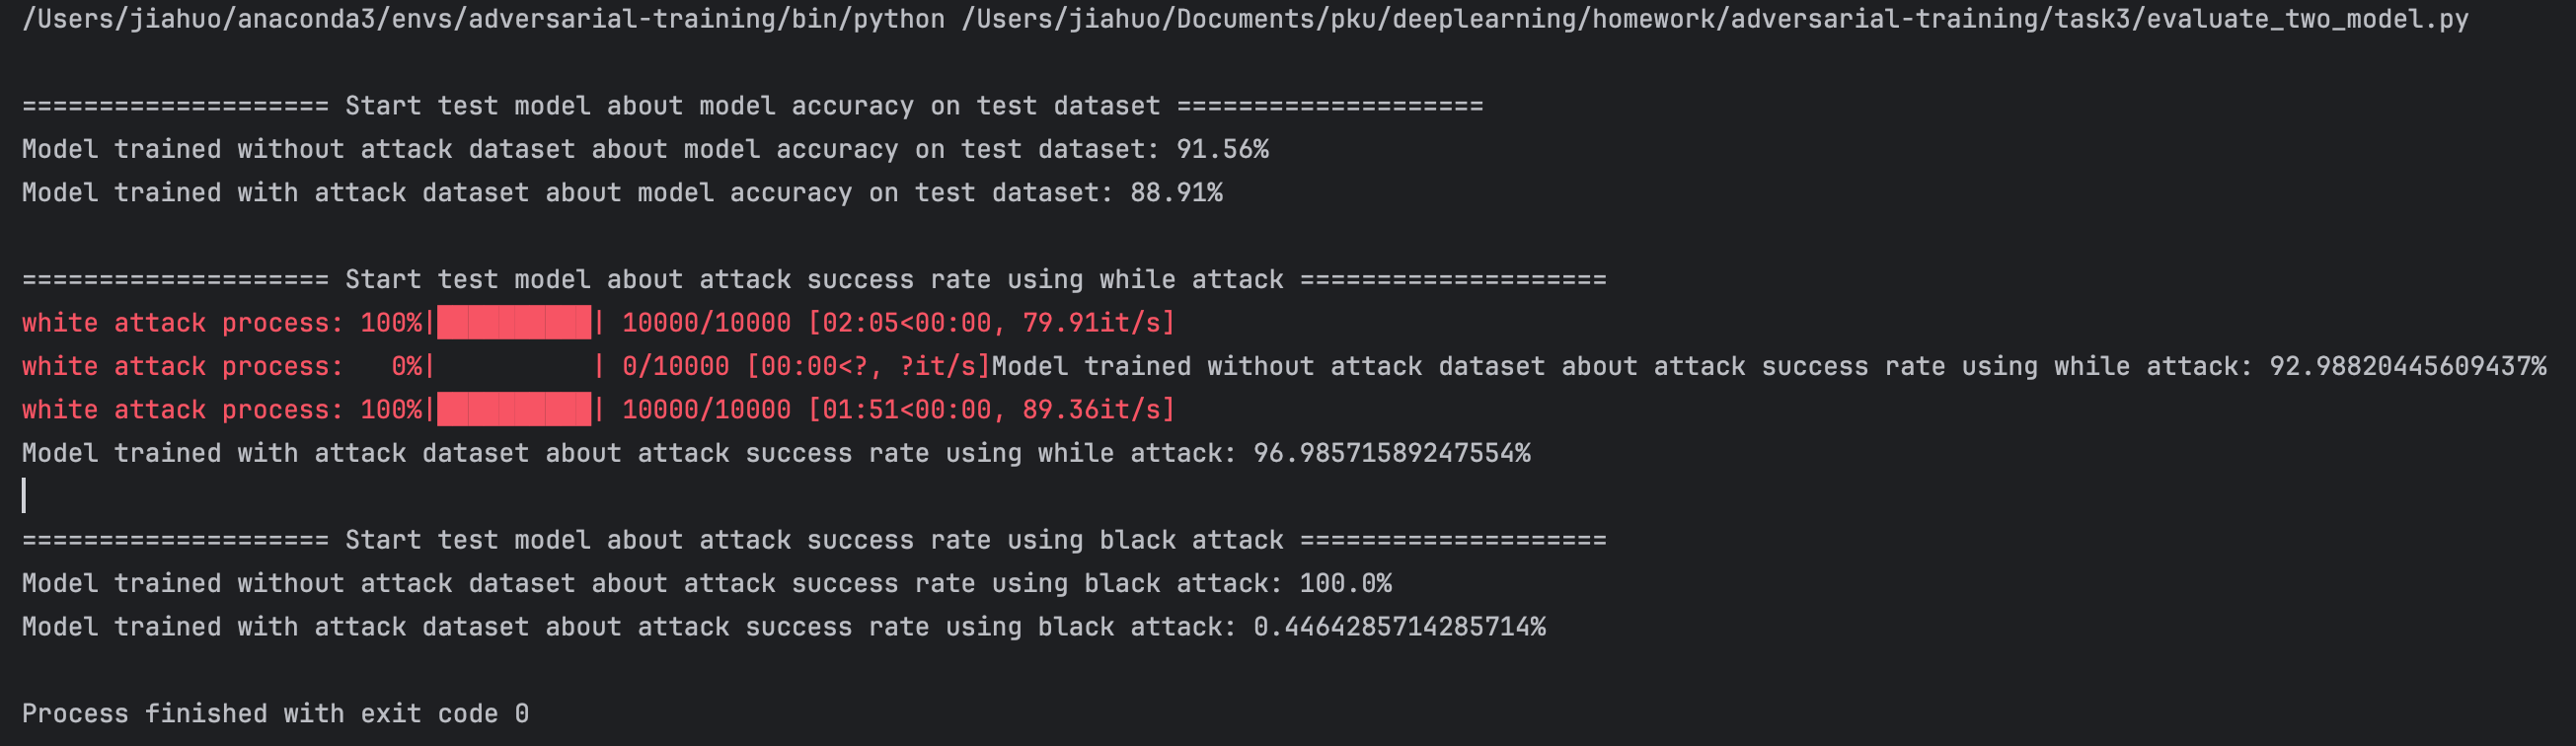 /Users/jiahuo/anaconda3/envs/adversarial-training/bin/python /Users/jiahuo/Documents/pku/deeplearning/homework/adversarial-training/task3/evaluate_two_model.py
==================== Start test model about model accuracy on test dataset ====================
Model trained without attack dataset about model accuracy on test dataset: 91.56%
Model trained with attack dataset about model accuracy on test dataset: 88.91%
==================== Start test model about attack success rate using while attack ====================
white attack process: 100%|██████████| 10000/10000 [02:05<00:00, 79.91it/s]
white attack process:   0%|          | 0/10000 [00:00<?, ?it/s]Model trained without attack dataset about attack success rate using while attack: 92.98820445609437%
white attack process: 100%|██████████| 10000/10000 [01:51<00:00, 89.36it/s]
Model trained with attack dataset about attack success rate using while attack: 96.98571589247554%
==================== Start test model about attack success rate using black attack ====================
Model trained without attack dataset about attack success rate using black attack: 100.0%
Model trained with attack dataset about attack success rate using black attack: 0.4464285714285714%
Process finished with exit code 0